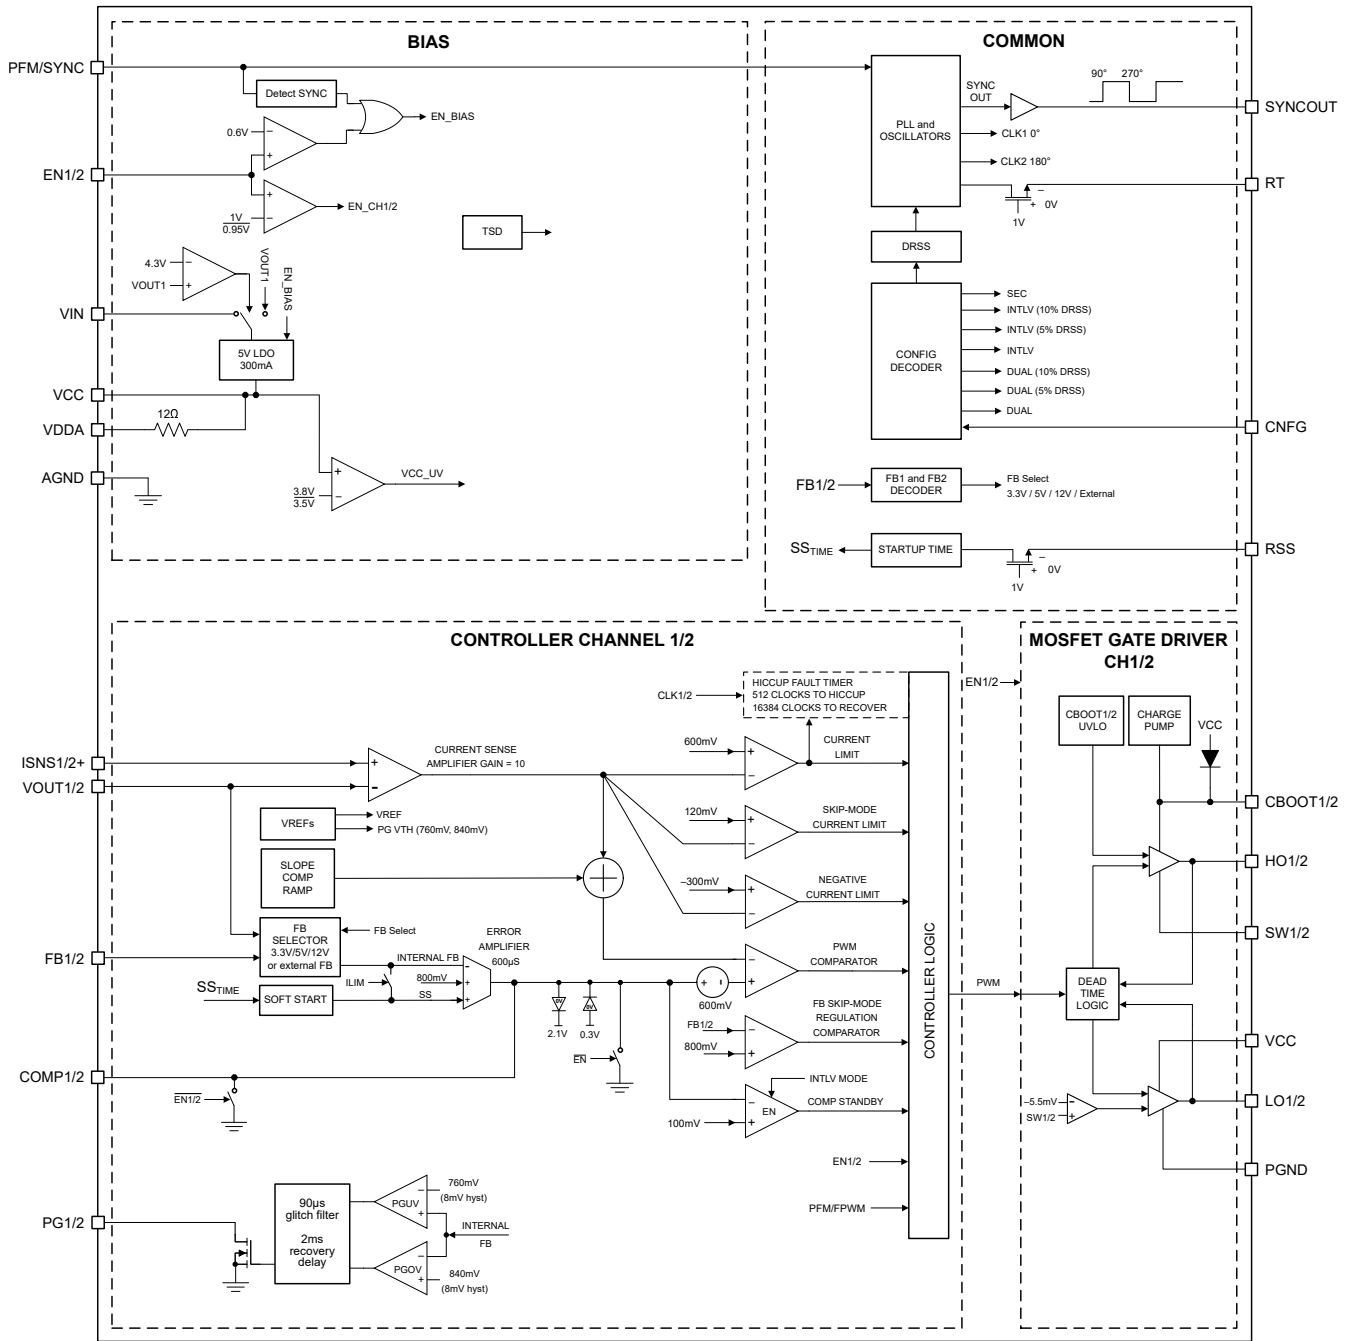 BIAS
COMMON
PFM/SYNC
Detect SYNC
EN_BIAS
0.6V
−
+
EN1/2
+
1V
0.95V
−
EN_CH1/2
TSD
4.3V
−
VOUT1
+
VOUT1
EN_BIAS
VIN
5V LDO
300mA
VCC
VDDA
12Ω
AGND
+
3.8V
3.5V
−
VCC_UV
PLL and
OSCILLATORS
SYNC
OUT
90° 270°
SYNCOUT
CLK1 0°
CLK2 180°
RT
−
+ 0V
1V
DRSS
CONFIG
DECODER
SEC
INTLV (10% DRSS)
INTLV (5% DRSS)
INTLV
DUAL (10% DRSS)
DUAL (5% DRSS)
DUAL
CNFG
FB1/2
FB1 and FB2
DECODER
FB Select
3.3V / 5V / 12V / External
SSTIME
STARTUP TIME
RSS
−
+ 0V
1V
CONTROLLER CHANNEL 1/2
HICCUP FAULT TIMER
512 CLOCKS TO HICCUP
16384 CLOCKS TO RECOVER
CLK1/2
ISNS1/2+
VOUT1/2
+
−
CURRENT SENSE
AMPLIFIER GAIN = 10
600mV
+
−
CURRENT
LIMIT
VREFs
VREF
PG VTH (760mV, 840mV)
120mV
+
−
SKIP-MODE
CURRENT LIMIT
SLOPE
COMP
RAMP
–300mV
+
−
NEGATIVE
CURRENT LIMIT
FB
SELECTOR
3.3V/5V/12V
or external FB
FB Select
FB1/2
INTERNAL FB
ERROR
AMPLIFIER
600µS
−
800mV
+
+
ILIM
SS
SSTIME
SOFT START
2.1V
0.3V
EN
+ -
600mV
−
+
PWM
COMPARATOR
FB1/2
−
800mV
+
FB SKIP-MODE
REGULATION
COMPARATOR
COMP1/2
EN1/2
INTLV MODE
−
EN
100mV
+
COMP STANDBY
EN1/2
PFM/FPWM
CONTROLLER LOGIC
PG1/2
90µs
glitch filter
2ms
recovery
delay
PGUV
−
+
760mV
(8mV hyst)
INTERNAL
FB
PGOV
−
+
840mV
(8mV hyst)
MOSFET GATE DRIVER
CH1/2
EN1/2
CBOOT1/2
UVLO
CHARGE
PUMP
VCC
CBOOT1/2
HO1/2
SW1/2
PWM
DEAD
TIME
LOGIC
VCC
–5.5mV
−
SW1/2
+
LO1/2
PGND